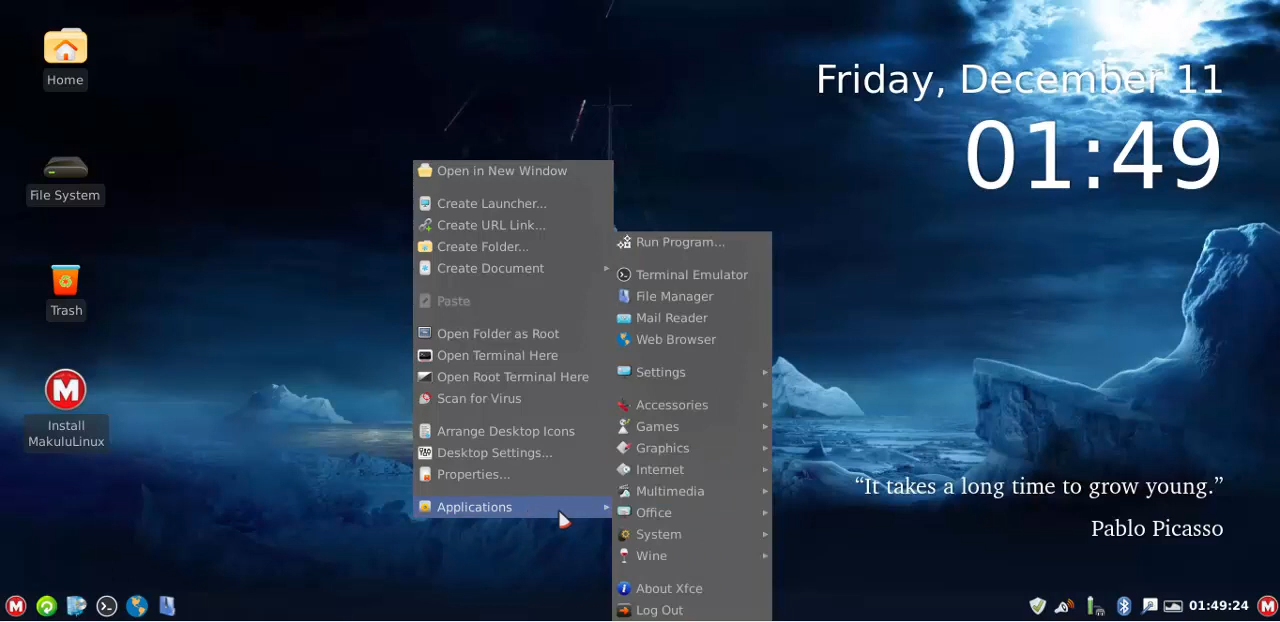 Home
File System
Trash
M
Install
MakuluLinux
Open in New Window
Create Launcher...
Create URL Link...
Create Folder...
Create Document
Paste
Open Folder as Root
Open Terminal Here
Open Root Terminal Here
Scan for Virus
Arrange Desktop Icons
Desktop Settings...
Properties...
Applications
Run Program...
Terminal Emulator
File Manager
Mail Reader
Web Browser
Settings
Accessories
Games
Graphics
Internet
Multimedia
Office
System
Wine
About Xfce
Log Out
Friday, December 11
01:49
“It takes a long time to grow young.”
Pablo Picasso
M
01:49:24
M